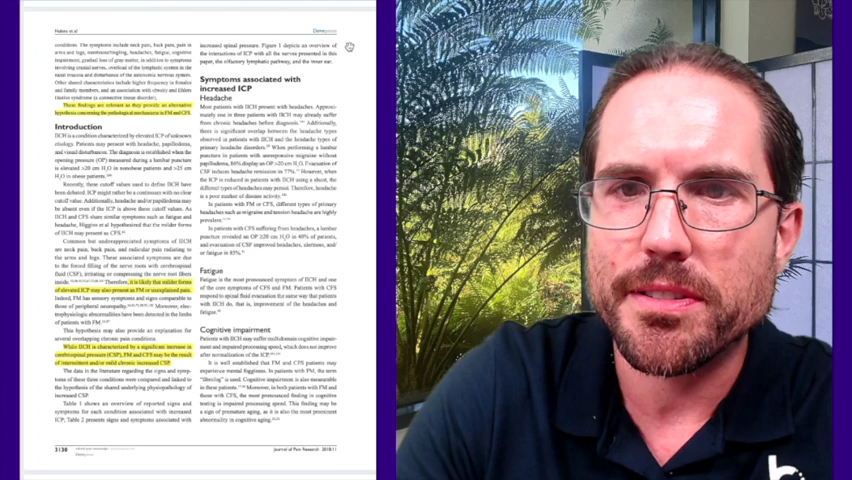 Hulens et al
Dovepress
conditions. The symptoms include neck pain, back pain, pain in
arms and legs, numbness/tingling, headaches, fatigue, cognitive
impairment, gradual loss of gray matter, in addition to symptoms
involving cranial nerves, overload of the lymphatic system in the
nasal mucosa and disturbance of the autonomic nervous system.
Other shared characteristics include higher frequency in females
and family members, and an association with obesity and Ehlers
Danlos syndrome (a connective tissue disorder).
These findings are relevant as they provide an alternative
hypothesis concerning the pathological mechanisms in FM and CFS.
Introduction
IICH is a condition characterized by elevated ICP of unknown
etiology. Patients may present with headache, papilledema,
and visual disturbances. The diagnosis is established when the
opening pressure (OP) measured during a lumbar puncture
is elevated >20 cm H2O in nonobese patients and >25 cm
H2O in obese patients.
Recently, these cutoff values used to define IICH have
been debated. ICP might rather be a continuum with no clear
cutoff value. Additionally, headache and/or papilledema may
be absent even if the ICP is above these cutoff values. As
IICH and CFS share similar symptoms such as fatigue and
headache, Higgins et al hypothesized that the milder forms
of IICH may present as CFS.
Common but underappreciated symptoms of IICH
are neck pain, back pain, and radicular pain radiating to
the arms and legs. These associated symptoms are due
to the forced filling of the nerve roots with cerebrospinal
fluid (CSF), irritating or compressing the nerve root fibers
inside. Therefore, it is likely that milder forms
of elevated ICP may also present as FM or unexplained pain.
Indeed, FM has sensory symptoms and signs comparable to
those of peripheral neuropathy. Moreover, elec-
trophysiologic abnormalities have been detected in the limbs
of patients with FM.
This hypothesis may also provide an explanation for
several overlapping chronic pain conditions.
While IICH is characterized by a significant increase in
cerebrospinal pressure (CSP), FM and CFS may be the result
of intermittent and/or mild chronic increased CSP.
The data in the literature regarding the signs and symp-
toms of these three conditions were compared and linked to
the hypothesis of the shared underlying physiopathology of
increased CSP.
Table 1 shows an overview of reported signs and
symptoms for each condition associated with increased
ICP; Table 2 presents signs and symptoms associated with
increased spinal pressure. Figure 1 depicts an overview of
the interactions of ICP with all the nerves presented in this
paper, the olfactory lymphatic pathway, and the inner ear.
Symptoms associated with
increased ICP
Headache
Most patients with IICH present with headaches. Approxi-
mately one in three patients with IICH may already suffer
from chronic headaches before diagnosis. Additionally,
there is significant overlap between the headache types
observed in patients with IICH and the headache types of
primary headache disorders. When performing a lumbar
puncture in patients with unresponsive migraine without
papilledema, 86% display an OP >20 cm H2O. Evacuation of
CSF induces headache remission in 77%. However, when
the ICP is reduced in patients with IICH using a shunt, the
different types of headaches may persist. Therefore, headache
is a poor marker of disease activity.
In patients with FM or CFS, different types of primary
headaches such as migraine and tension headache are highly
prevalent.
In patients with CFS suffering from headaches, a lumbar
puncture revealed an OP ≥20 cm H2O in 40% of patients,
and evacuation of CSF improved headaches, alertness, and/
or fatigue in 85%.
Fatigue
Fatigue is the most pronounced symptom of IICH and one
of the core symptoms of CFS and FM. Patients with CFS
respond to spinal fluid evacuation the same way that patients
with IICH do, that is, improvement of the headaches and
fatigue.
Cognitive impairment
Patients with IICH may suffer multidomain cognitive impair-
ment and impaired processing speed, which does not improve
after normalization of the ICP.
It is well established that FM and CFS patients may
experience mental fogginess. In patients with FM, the term
"fibrofog" is used. Cognitive impairment is also measurable
in these patients. Moreover, in both patients with FM and
those with CFS, the most pronounced finding in cognitive
testing is impaired processing speed. This finding may be
a sign of premature aging, as it is also the most prominent
abnormality in cognitive aging.
3138
Journal of Pain Research 2018:11
Dovepress
b